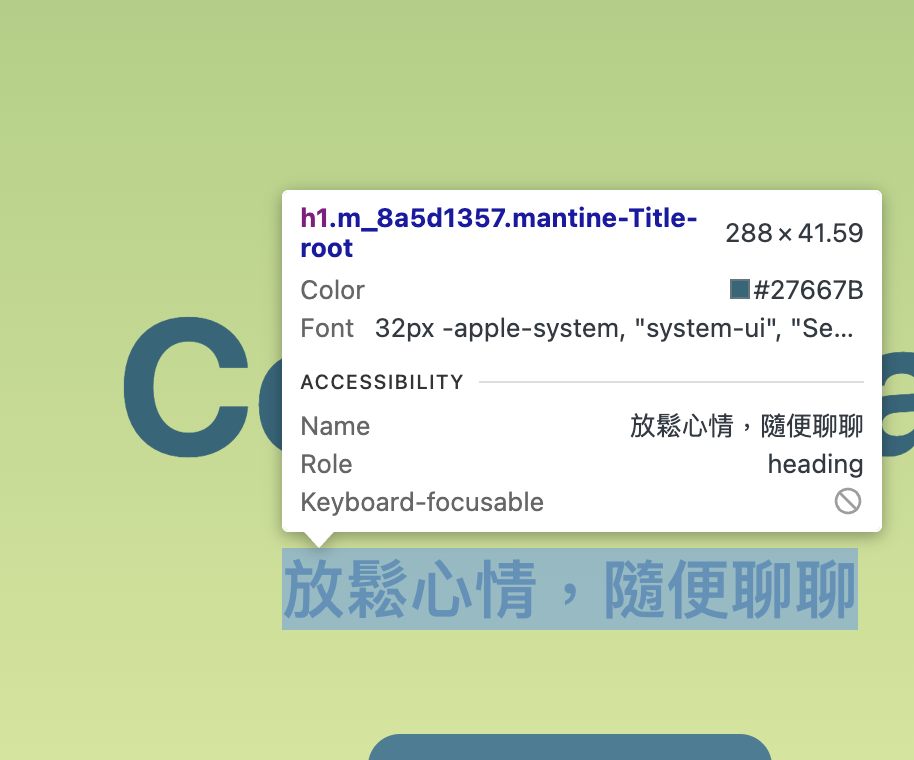 h1.m_8a5d1357.mantine-Title-
root
288 × 41.59
Color #27667B
Font 32px -apple-system, "system-ui", "Se...
ACCESSIBILITY
Name 放鬆心情，隨便聊聊
Role heading
Keyboard-focusable
C
a
放鬆心情，隨便聊聊